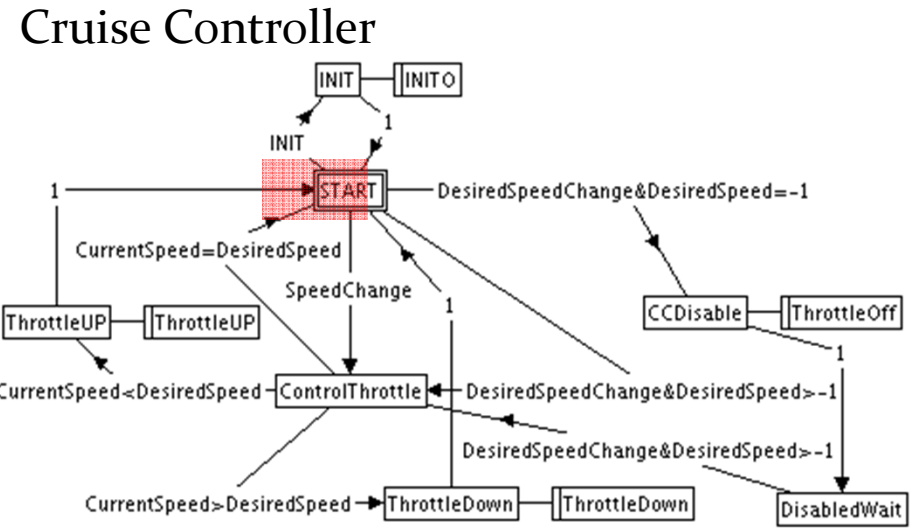 Cruise Controller
INIT
INITO
1
INIT
1
START
DesiredSpeedChange&DesiredSpeed=-1
CurrentSpeed=DesiredSpeed
SpeedChange
1
ThrottleUP
ThrottleUP
CCDisable
ThrottleOff
1
CurrentSpeed<DesiredSpeed
ControlThrottle
DesiredSpeedChange&DesiredSpeed>-1
DesiredSpeedChange&DesiredSpeed>-1
CurrentSpeed>DesiredSpeed
ThrottleDown
ThrottleDown
DisabledWait